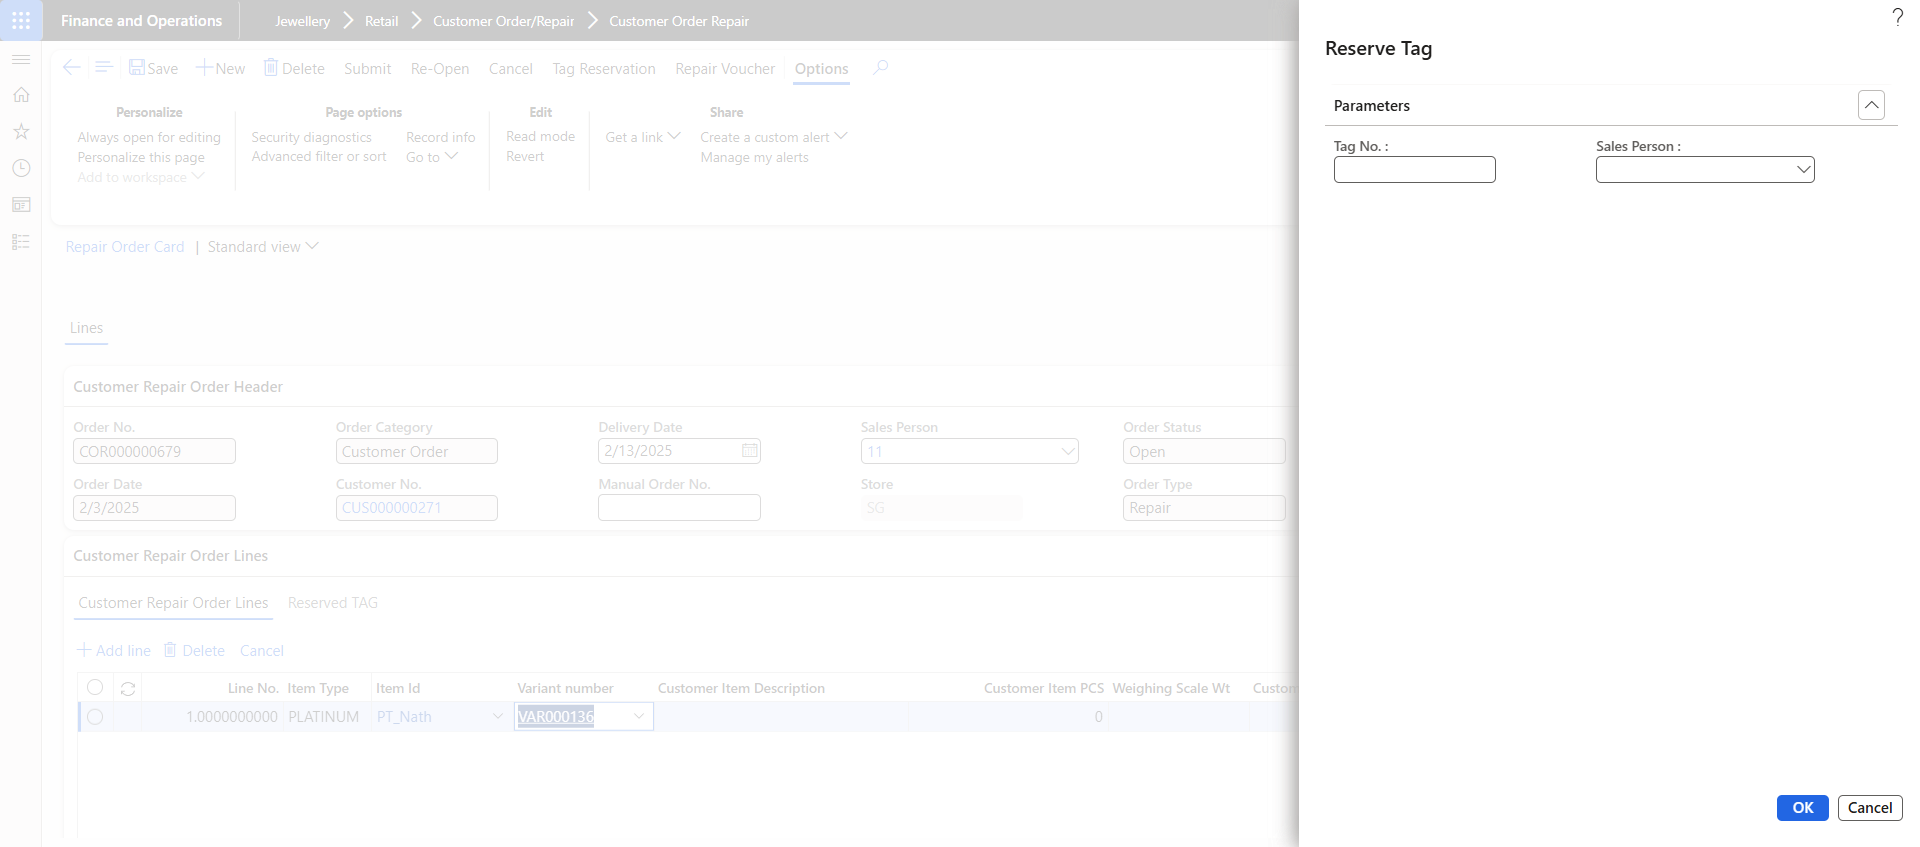 Finance and Operations
Jewellery > Retail > Customer Order/Repair > Customer Order Repair
?
Reserve Tag
Save New Delete Submit Re-Open Cancel Tag Reservation Repair Voucher Options
Parameters
Personalize Page options Edit Share
Always open for editing Security diagnostics Record info Read mode Get a link Create a custom alert
Personalize this page Advanced filter or sort Go to Revert Manage my alerts
Add to workspace
Tag No. : Sales Person :
Repair Order Card | Standard view
Lines
Customer Repair Order Header
Order No. Order Category Delivery Date Sales Person Order Status
COR000000679 Customer Order 2/13/2025 11 Open
Order Date Customer No. Manual Order No. Store Order Type
2/3/2025 CUS000000271 SG Repair
Customer Repair Order Lines
Customer Repair Order Lines Reserved TAG
Add line Delete Cancel
Line No. Item Type Item Id Variant number Customer Item Description Customer Item PCS Weighing Scale Wt Custom
1.0000000000 PLATINUM PT_Nath VAR000136 0
OK Cancel